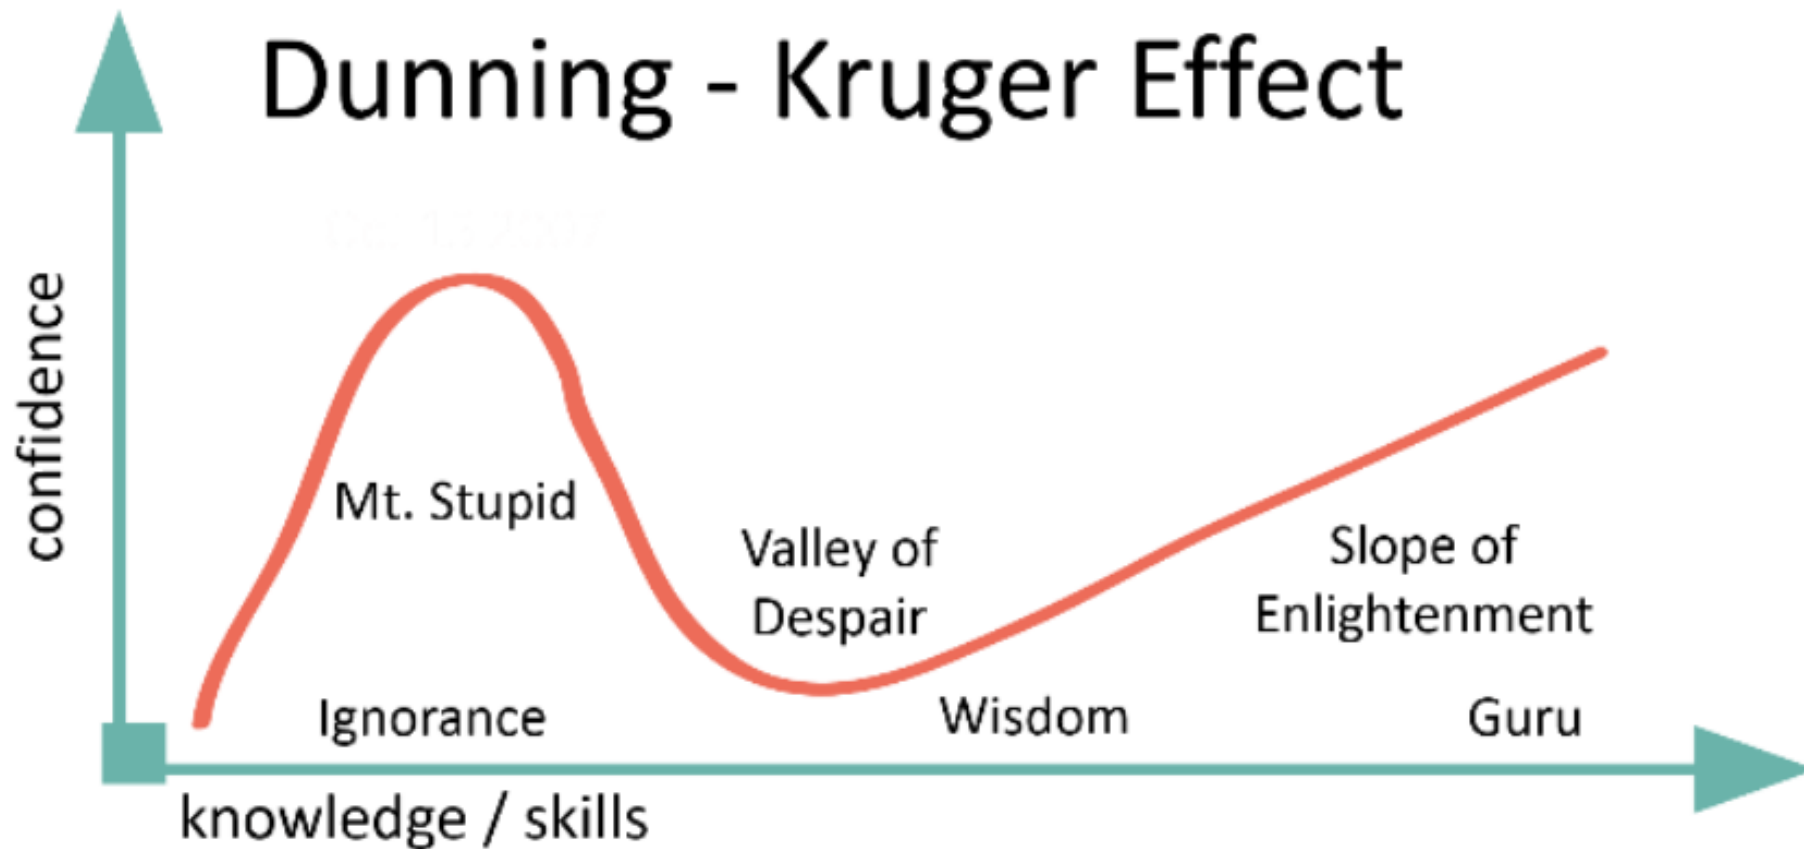 Dunning - Kruger Effect
confidence
Mt. Stupid
Valley of
Despair
Slope of
Enlightenment
Ignorance
Wisdom
Guru
knowledge / skills